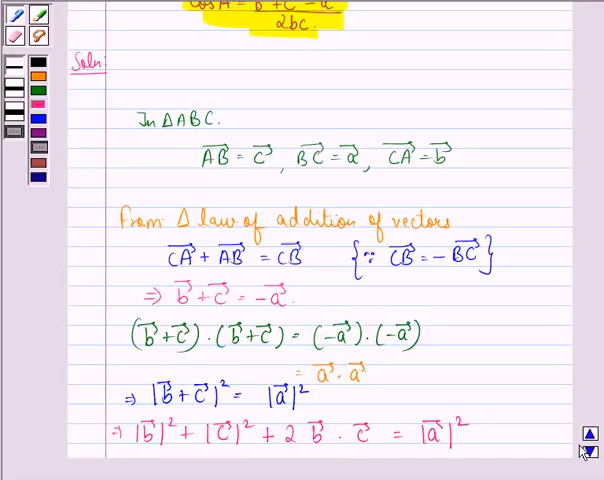 cosA = b² + c² - a²
2bc.
Soln:
In ΔABC.
AB⃗ = c⃗ , BC⃗ = a⃗, CA⃗ = b⃗
From Δ law of addition of vectors
CA⃗ + AB⃗ = CB⃗ {∵ CB⃗ = - BC⃗}
⇒ b⃗ + c⃗ = -a⃗.
(b⃗ + c⃗) . (b⃗ + c⃗) = (-a⃗) . (-a⃗)
= a⃗ . a⃗
⇒ |b⃗ + c⃗|² = |a⃗|²
⇒ |b⃗|² + |c⃗|² + 2 b⃗ . c⃗ = |a⃗|²